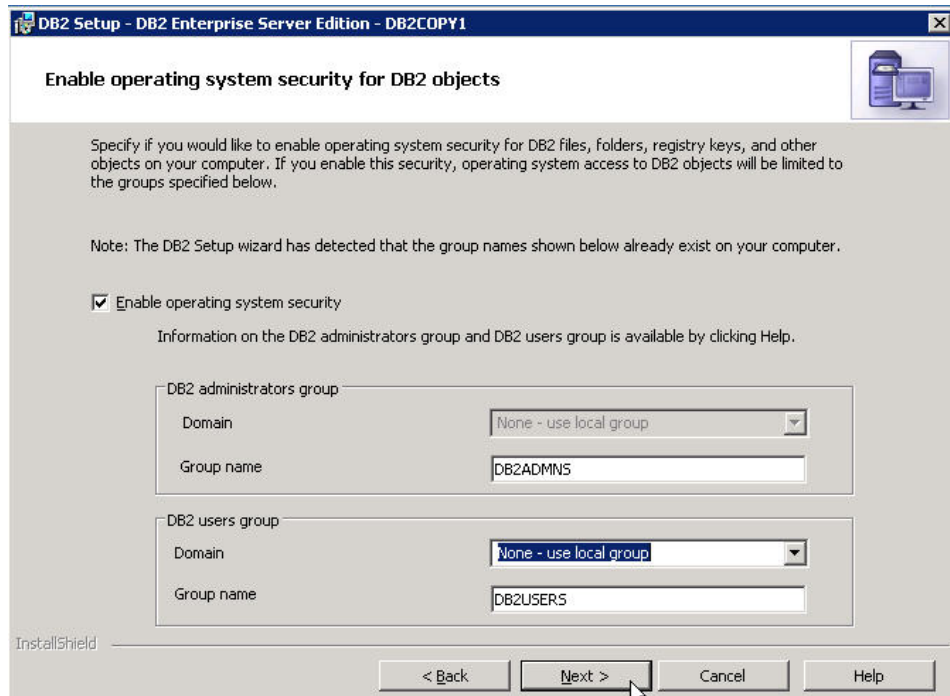 DB2 Setup - DB2 Enterprise Server Edition - DB2COPY1
Enable operating system security for DB2 objects
Specify if you would like to enable operating system security for DB2 files, folders, registry keys, and other
objects on your computer. If you enable this security, operating system access to DB2 objects will be limited to
the groups specified below.
Note: The DB2 Setup wizard has detected that the group names shown below already exist on your computer.
Enable operating system security
Information on the DB2 administrators group and DB2 users group is available by clicking Help.
DB2 administrators group
Domain None - use local group
Group name DB2ADMNS
DB2 users group
Domain None - use local group
Group name DB2USERS
InstallShield
< Back Next > Cancel Help